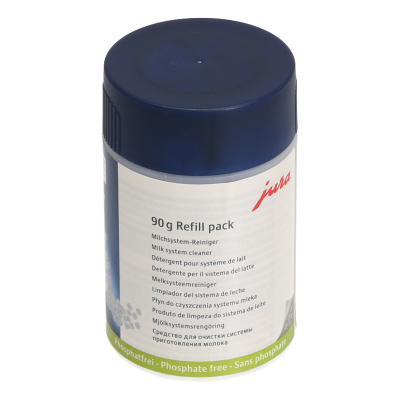 jura
90g Refill pack
Milchsystem-Reiniger
Milk system cleaner
Détergent pour système de lait
Detergente per il sistema del latte
Melksysteemreiniger
Limpiador del sistema de leche
Płyn do czyszczenia systemu mleka
Produto de limpeza do sistema de leite
Mjölksystemsrengöring
Средство для очистки системы
приготовления молока
Phosphatfrei - Phosphate free - Sans phosphate